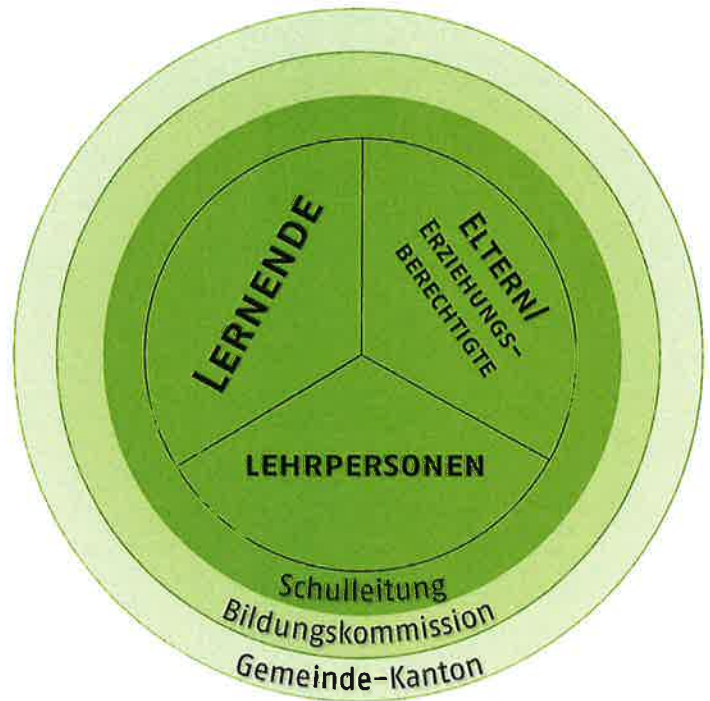 LERNENDE
ELTERN/
ERZIEHUNGS-
BERECHTIGTE
LEHRPERSONEN
Schulleitung
Bildungskommission
Gemeinde-Kanton